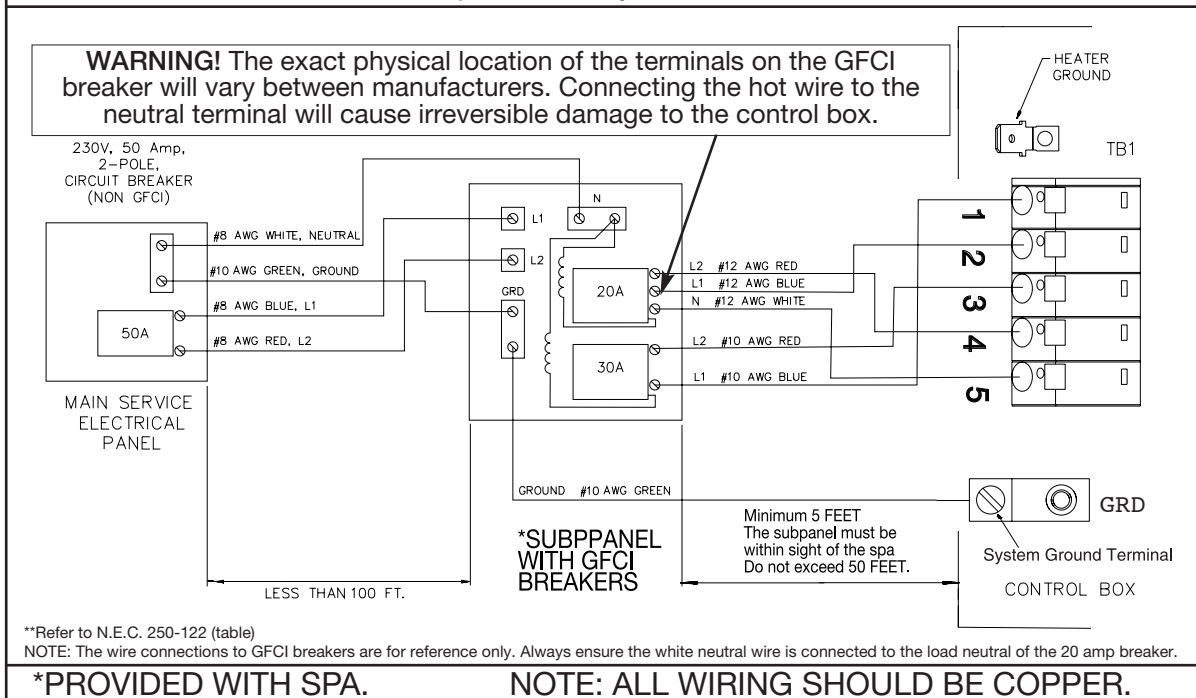 WARNING! The exact physical location of the terminals on the GFCI
breaker will vary between manufacturers. Connecting the hot wire to the
neutral terminal will cause irreversible damage to the control box.
HEATER
GROUND
TB1
230V, 50 Amp,
2-POLE,
CIRCUIT BREAKER
(NON GFCI)
#8 AWG WHITE, NEUTRAL
#10 AWG GREEN, GROUND
#8 AWG BLUE, L1
#8 AWG RED, L2
50A
MAIN SERVICE
ELECTRICAL
PANEL
N
L1
L2
GRD
20A
30A
L2 #12 AWG RED
L1 #12 AWG BLUE
N #12 AWG WHITE
L2 #10 AWG RED
L1 #10 AWG BLUE
1
2
3
4
5
GROUND #10 AWG GREEN
GRD
System Ground Terminal
CONTROL BOX
*SUBPPANEL
WITH GFCI
BREAKERS
Minimum 5 FEET
The subpanel must be
within sight of the spa
Do not exceed 50 FEET.
LESS THAN 100 FT.
**Refer to N.E.C. 250-122 (table)
NOTE: The wire connections to GFCI breakers are for reference only. Always ensure the white neutral wire is connected to the load neutral of the 20 amp breaker.
*PROVIDED WITH SPA. NOTE: ALL WIRING SHOULD BE COPPER.